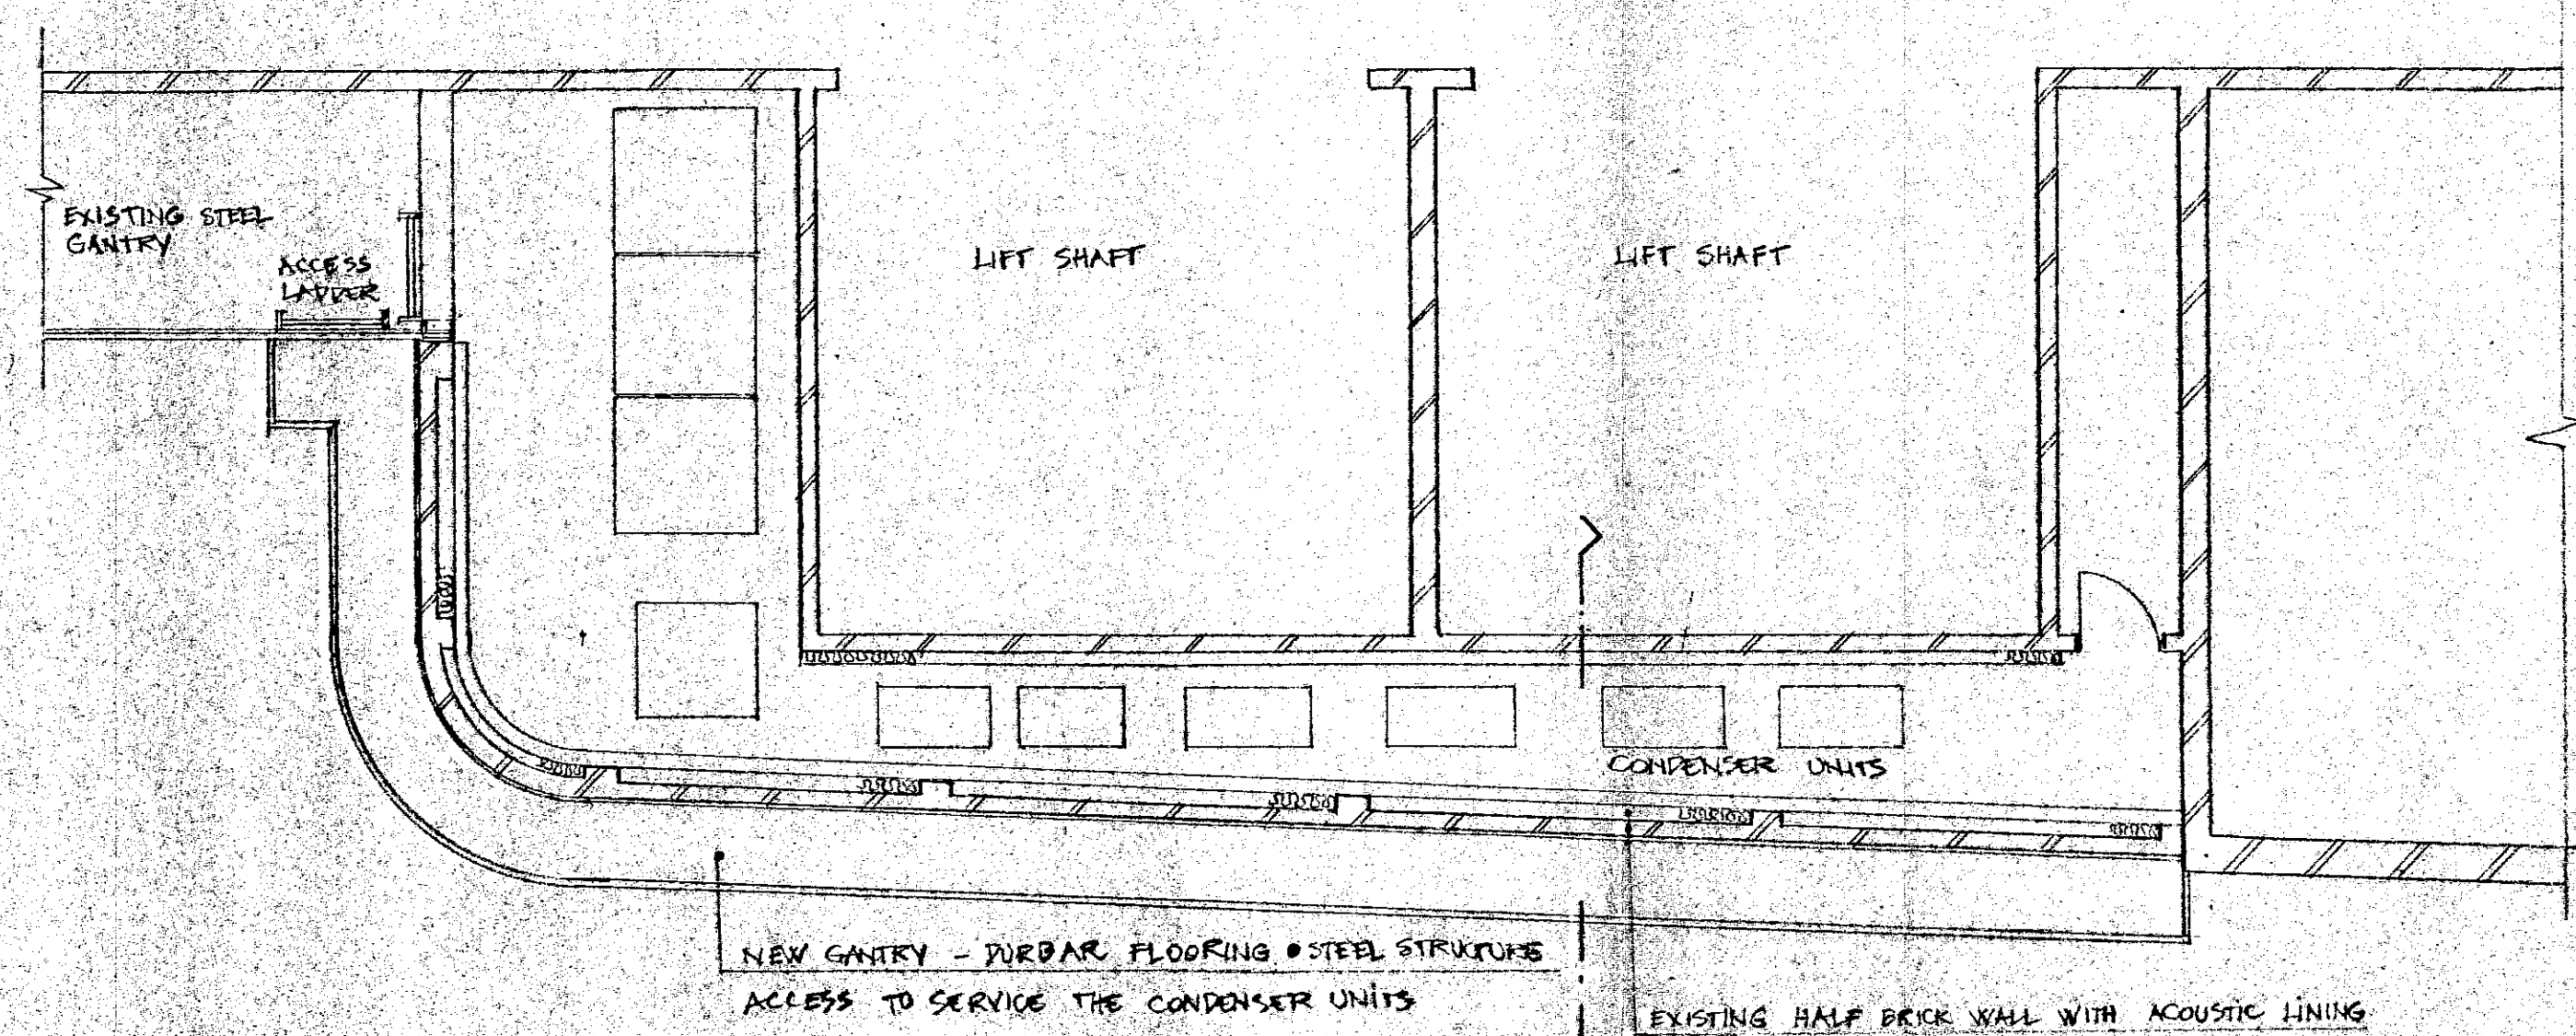 EXISTING STEEL
GANTRY
ACCESS
LADDER
LIFT SHAFT
LIFT SHAFT
CONDENSER UNITS
NEW GANTRY - DURBAR FLOORING • STEEL STRUCTURE
ACCESS TO SERVICE THE CONDENSER UNITS
EXISTING HALF BRICK WALL WITH ACOUSTIC LINING